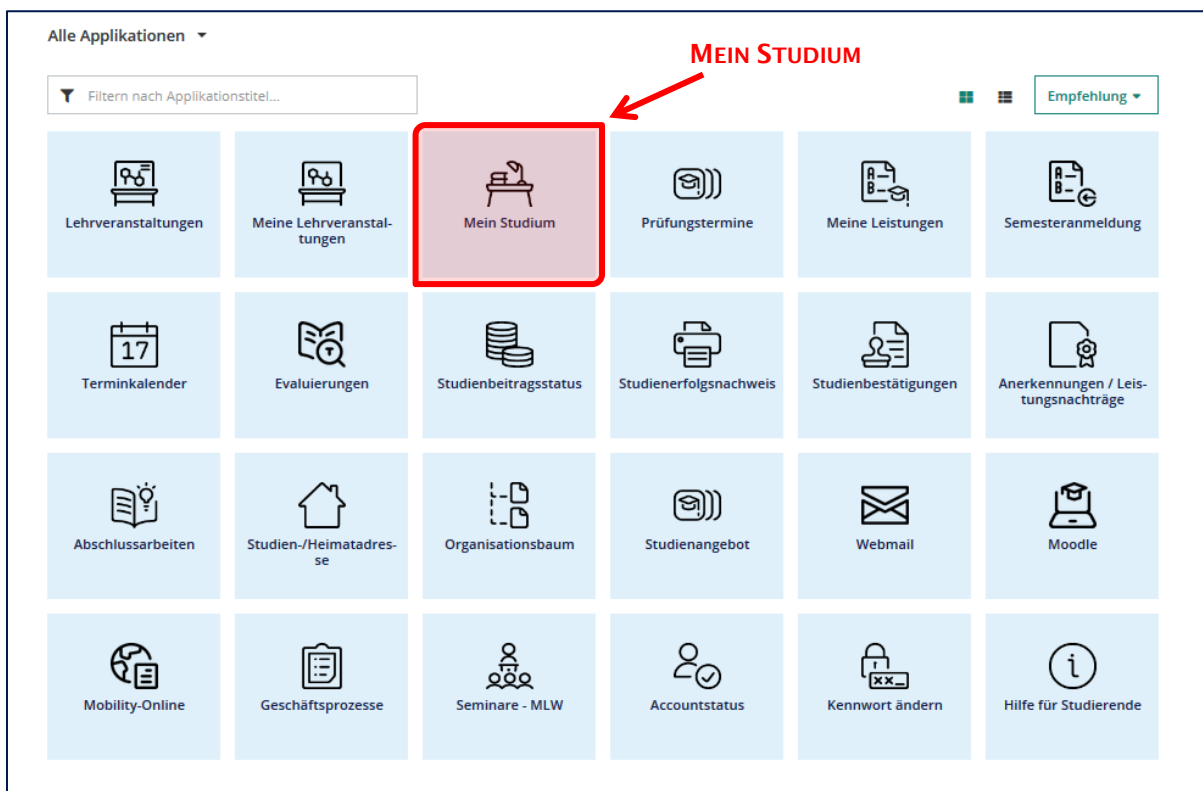 Alle Applikationen
MEIN STUDIUM
Filtern nach Applikationstitel...
Empfehlung
Lehrveranstaltungen
Meine Lehrveranstal-
tungen
Mein Studium
Prüfungstermine
Meine Leistungen
Semesteranmeldung
17
Terminkalender
Evaluierungen
Studienbeitragsstatus
Studienerfolgsnachweis
Studienbestätigungen
Anerkennungen / Leis-
tungsnachträge
Abschlussarbeiten
Studien-/Heimatadres-
se
Organisationsbaum
Studienangebot
Webmail
Moodle
Mobility-Online
Geschäftsprozesse
Seminare - MLW
Accountstatus
Kennwort ändern
Hilfe für Studierende